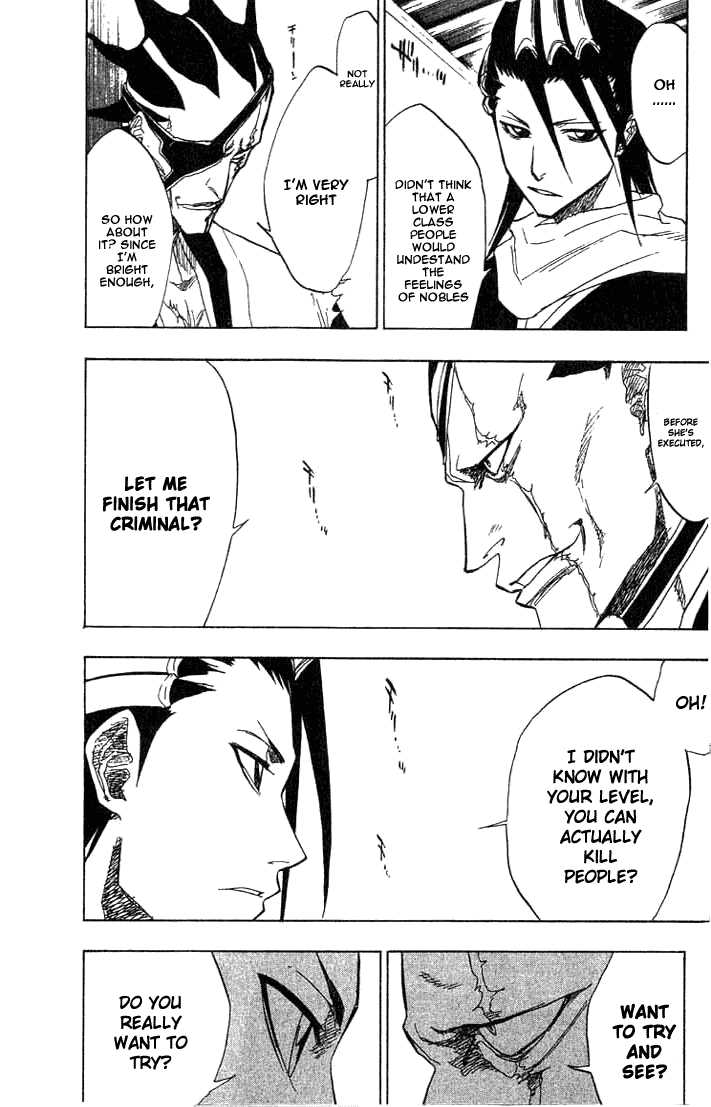 OH
......
DIDN'T THINK
THAT A
LOWER
CLASS
PEOPLE
WOULD
UNDESTAND
THE
FEELINGS
OF NOBLES
NOT
REALLY
I'M VERY
RIGHT
SO HOW
ABOUT
IT? SINCE
I'M
BRIGHT
ENOUGH,
BEFORE
SHE'S
EXECUTED,
LET ME
FINISH THAT
CRIMINAL?
OH!
I DIDN'T
KNOW WITH
YOUR LEVEL,
YOU CAN
ACTUALLY
KILL
PEOPLE?
WANT
TO TRY
AND
SEE?
DO YOU
REALLY
WANT TO
TRY?